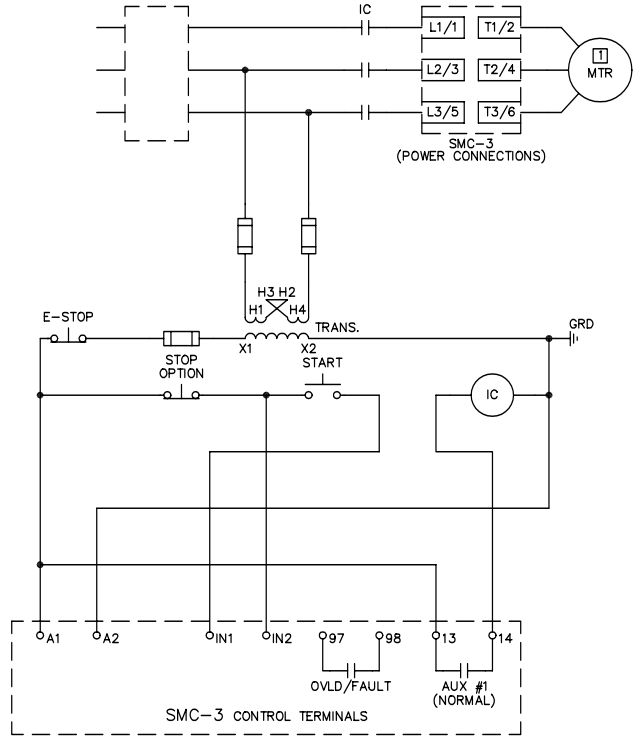 IC
L1/1 T1/2
1
MTR
L2/3 T2/4
L3/5 T3/6
SMC-3
(POWER CONNECTIONS)
H3 H2
H1 H4
E-STOP
TRANS.
GRD
X1 X2
STOP
OPTION
START
IC
A1 A2 IN1 IN2 97 98 13 14
OVLD/FAULT
AUX #1
(NORMAL)
SMC-3 CONTROL TERMINALS